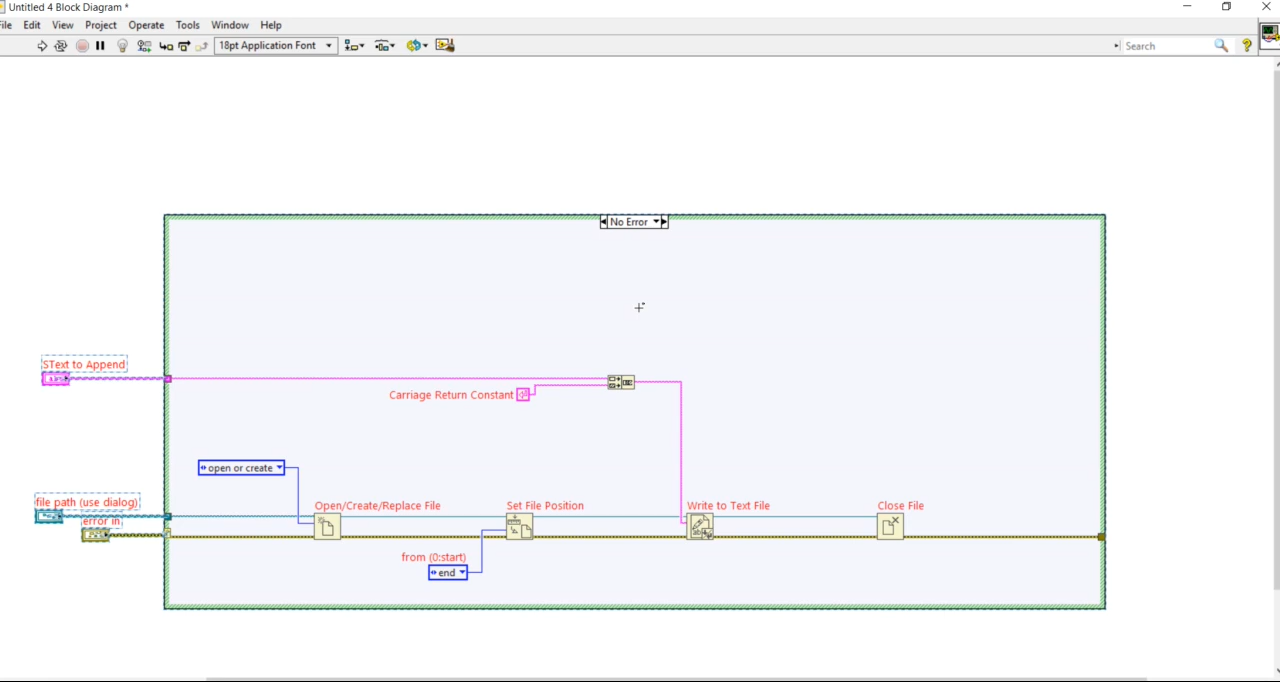 Untitled 4 Block Diagram *
File Edit View Project Operate Tools Window Help
18pt Application Font
Search
No Error
SText to Append
Carriage Return Constant
open or create
file path (use dialog)
error in
Open/Create/Replace File
Set File Position
Write to Text File
Close File
from (0:start)
end